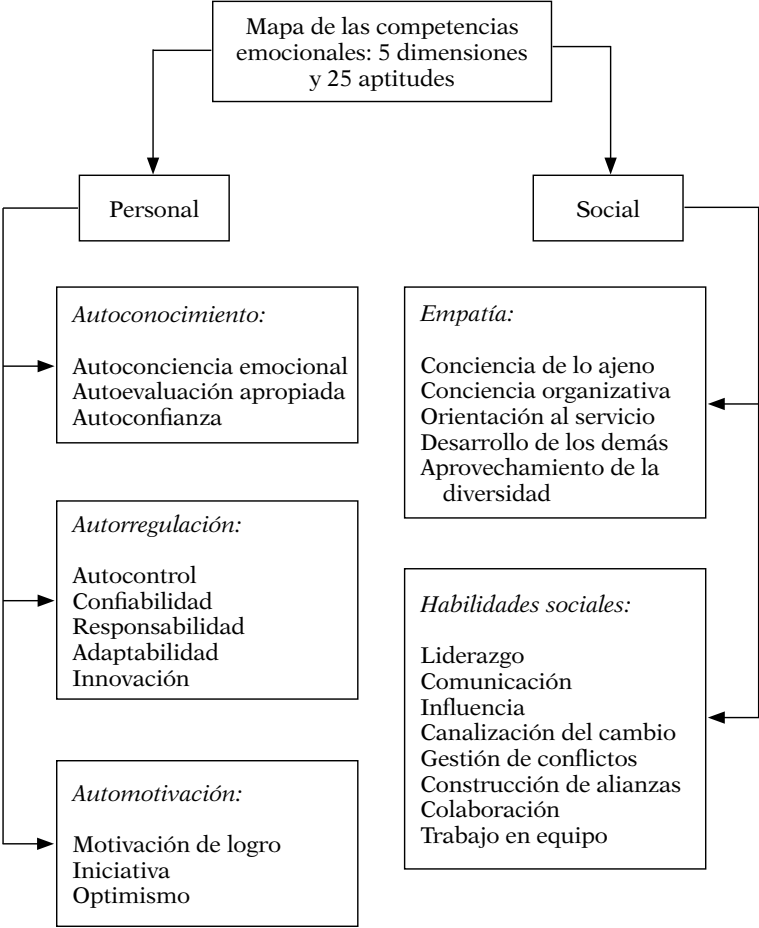 Mapa de las competencias
emocionales: 5 dimensiones
y 25 aptitudes
Personal
Social
Autoconocimiento:
Autoconciencia emocional
Autoevaluación apropiada
Autoconfianza
Autorregulación:
Autocontrol
Confiabilidad
Responsabilidad
Adaptabilidad
Innovación
Automotivación:
Motivación de logro
Iniciativa
Optimismo
Empatía:
Conciencia de lo ajeno
Conciencia organizativa
Orientación al servicio
Desarrollo de los demás
Aprovechamiento de la
diversidad
Habilidades sociales:
Liderazgo
Comunicación
Influencia
Canalización del cambio
Gestión de conflictos
Construcción de alianzas
Colaboración
Trabajo en equipo